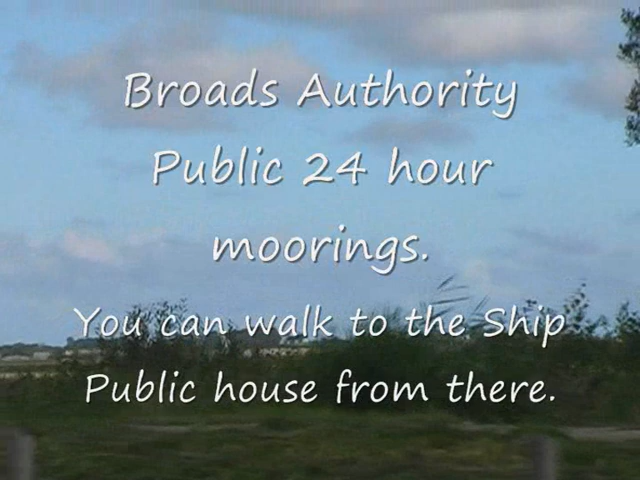 Broads Authority
Public 24 hour
moorings.
You can walk to the Ship
Public house from there.